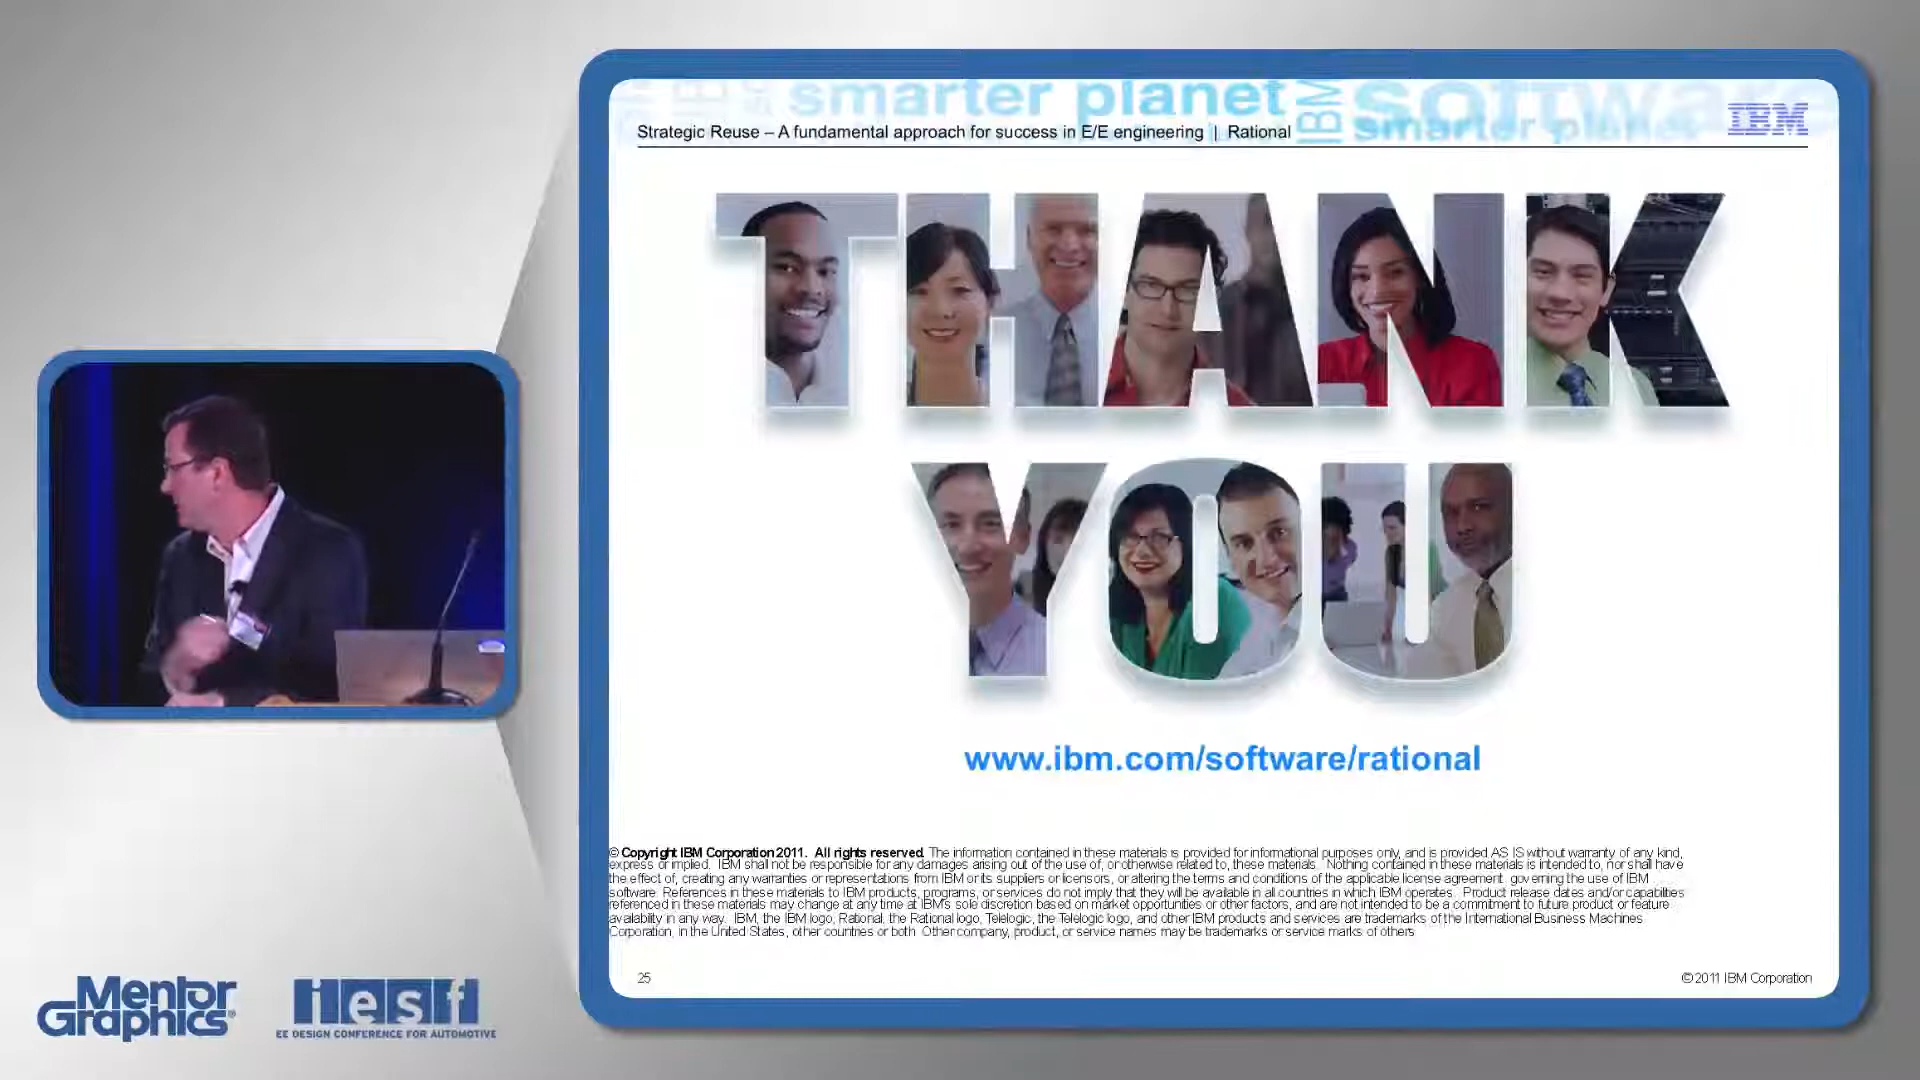 smarter planet
IBM
software
smarter planet
IBM
Strategic Reuse – A fundamental approach for success in E/E engineering | Rational
THANK
YOU
www.ibm.com/software/rational
© Copyright IBM Corporation 2011. All rights reserved. The information contained in these materials is provided for informational purposes only, and is provided AS IS without warranty of any kind,
express or implied. IBM shall not be responsible for any damages arising out of the use of, or otherwise related to, these materials. Nothing contained in these materials is intended to, nor shall have
the effect of, creating any warranties or representations from IBM or its suppliers or licensors, or altering the terms and conditions of the applicable license agreement governing the use of IBM
software. References in these materials to IBM products, programs, or services do not imply that they will be available in all countries in which IBM operates. Product release dates and/or capabilities
referenced in these materials may change at any time at IBM's sole discretion based on market opportunities or other factors, and are not intended to be a commitment to future product or feature
availability in any way. IBM, the IBM logo, Rational, the Rational logo, Telelogic, the Telelogic logo, and other IBM products and services are trademarks of the International Business Machines
Corporation, in the United States, other countries or both. Other company, product, or service names may be trademarks or service marks of others.
25
© 2011 IBM Corporation
Mentor
Graphics®
iesf
EE DESIGN CONFERENCE FOR AUTOMOTIVE